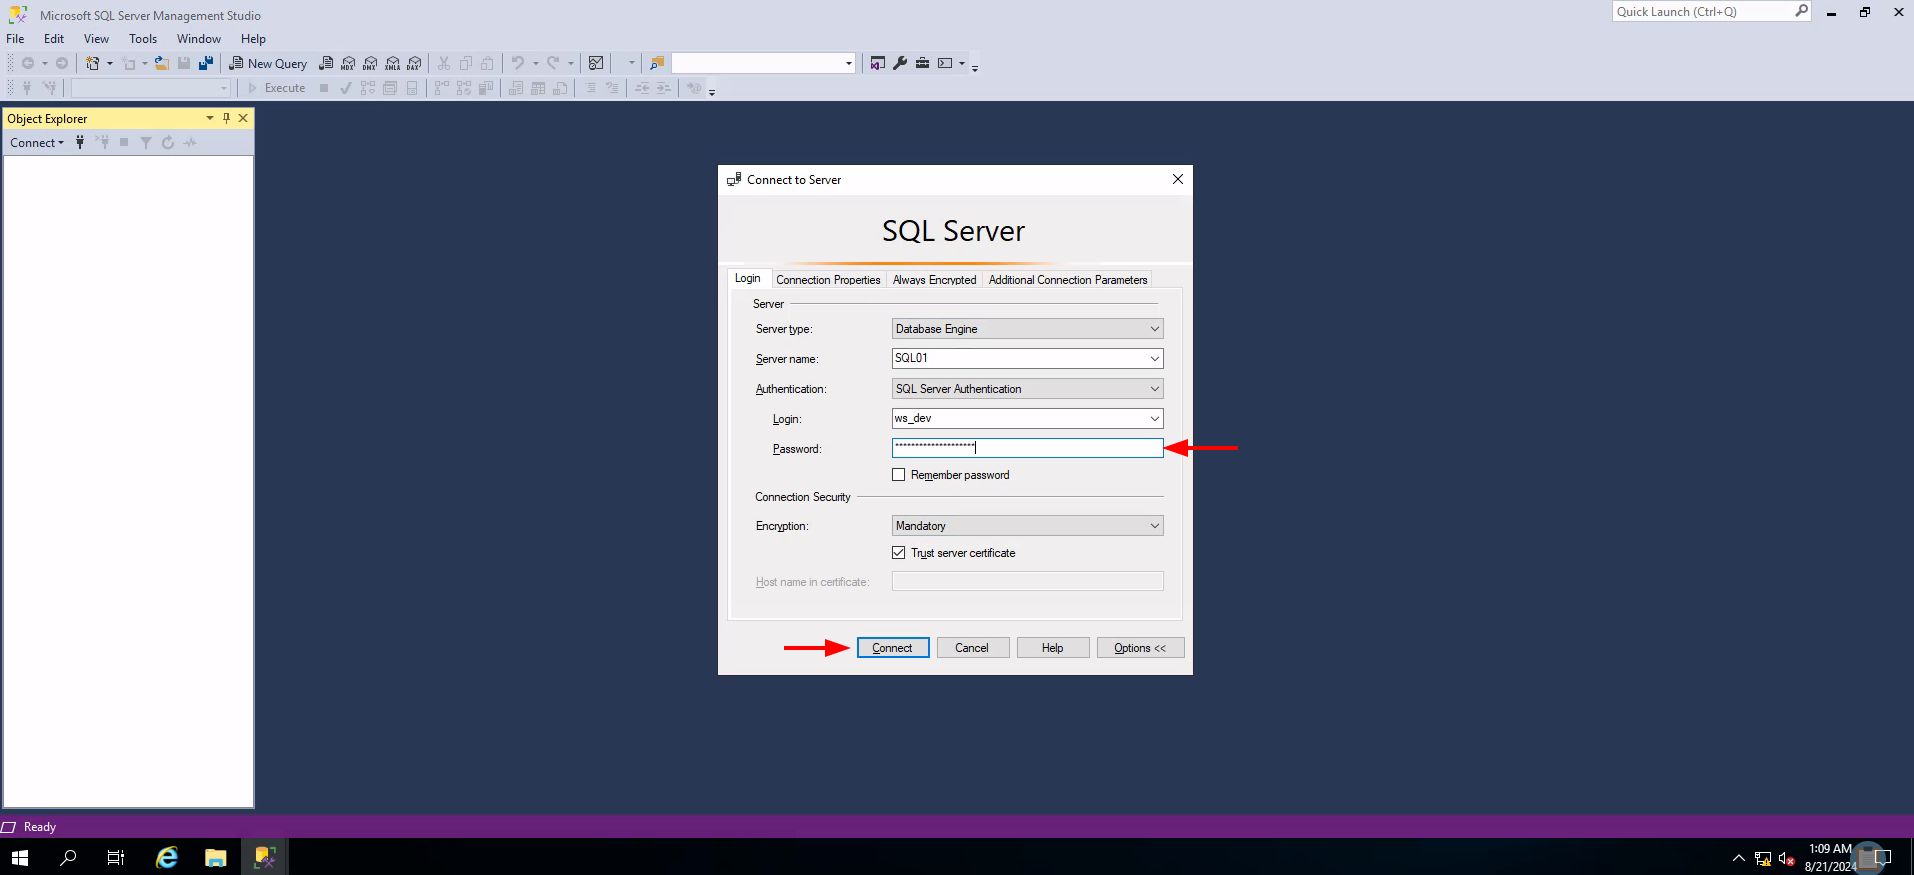 Microsoft SQL Server Management Studio
Quick Launch (Ctrl+Q)
File Edit View Tools Window Help
New Query MDX DMX XMLA DAX
Execute
Object Explorer
Connect
Connect to Server
SQL Server
Login Connection Properties Always Encrypted Additional Connection Parameters
Server
Server type: Database Engine
Server name: SQL01
Authentication: SQL Server Authentication
Login: ws_dev
Password: ********************
Remember password
Connection Security
Encryption: Mandatory
Trust server certificate
Host name in certificate:
Connect Cancel Help Options <<
Ready
1:09 AM
8/21/2024